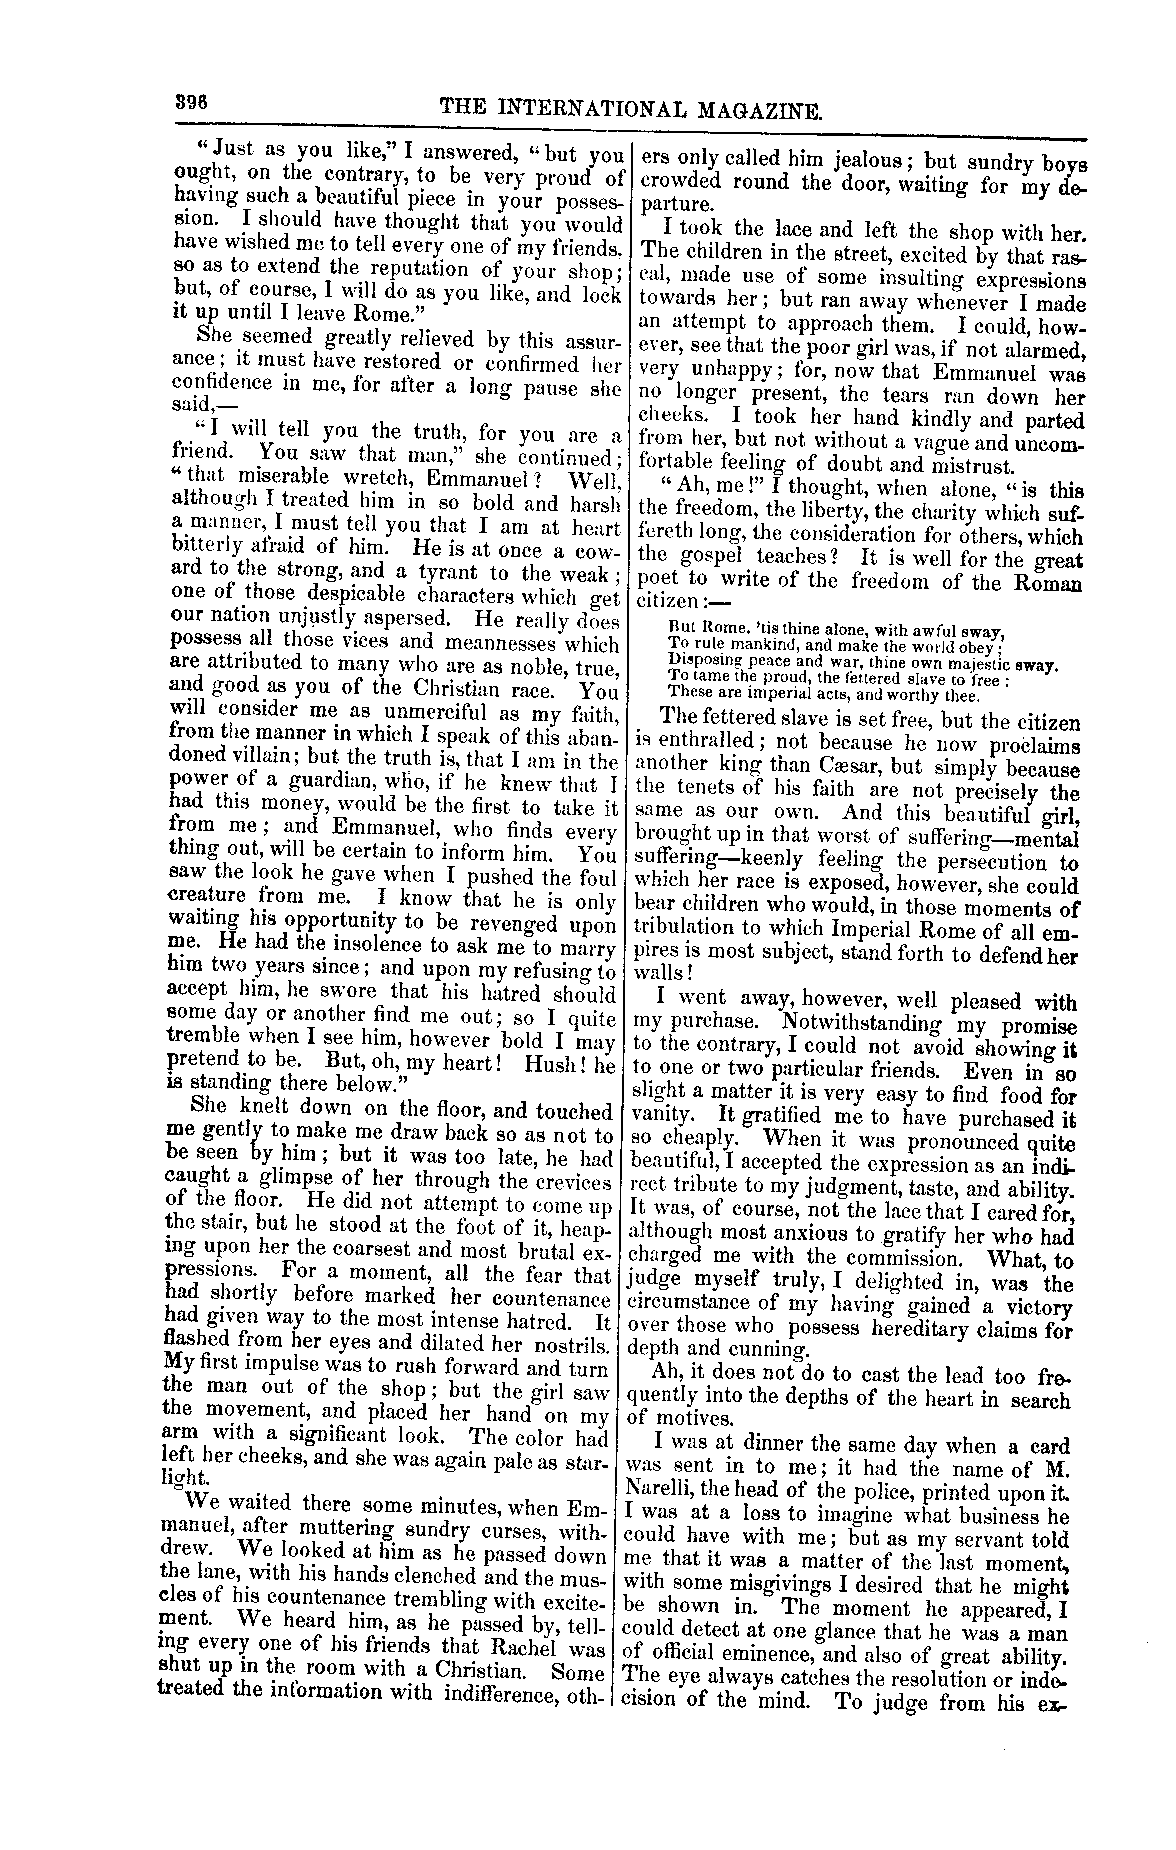 396
THE INTERNATIONAL MAGAZINE.
“Just as you like,” I answered, “but you
ought, on the contrary, to be very proud of
having such a beautiful piece in your posses-
sion. I should have thought that you would
have wished me to tell every one of my friends.
so as to extend the reputation of your shop;
but, of course, I will do as you like, and lock
it up until I leave Rome.”
She seemed greatly relieved by this assur-
ance; it must have restored or confirmed her
confidence in me, for after a long pause she
said,—
“I will tell you the truth, for you are a
friend. You saw that man,” she continued;
“that miserable wretch, Emmanuel? Well,
although I treated him in so bold and harsh
a manner, I must tell you that I am at heart
bitterly afraid of him. He is at once a cow-
ard to the strong, and a tyrant to the weak;
one of those despicable characters which get
our nation unjustly aspersed. He really does
possess all those vices and meannesses which
are attributed to many who are as noble, true,
and good as you of the Christian race. You
will consider me as unmerciful as my faith,
from the manner in which I speak of this aban-
doned villain; but the truth is, that I am in the
power of a guardian, who, if he knew that I
had this money, would be the first to take it
from me; and Emmanuel, who finds every
thing out, will be certain to inform him. You
saw the look he gave when I pushed the foul
creature from me. I know that he is only
waiting his opportunity to be revenged upon
me. He had the insolence to ask me to marry
him two years since; and upon my refusing to
accept him, he swore that his hatred should
some day or another find me out; so I quite
tremble when I see him, however bold I may
pretend to be. But, oh, my heart! Hush! he
is standing there below.”
She knelt down on the floor, and touched
me gently to make me draw back so as not to
be seen by him; but it was too late, he had
caught a glimpse of her through the crevices
of the floor. He did not attempt to come up
the stair, but he stood at the foot of it, heap-
ing upon her the coarsest and most brutal ex-
pressions. For a moment, all the fear that
had shortly before marked her countenance
had given way to the most intense hatred. It
flashed from her eyes and dilated her nostrils.
My first impulse was to rush forward and turn
the man out of the shop; but the girl saw
the movement, and placed her hand on my
arm with a significant look. The color had
left her cheeks, and she was again pale as star-
light.
We waited there some minutes, when Em-
manuel, after muttering sundry curses, with-
drew. We looked at him as he passed down
the lane, with his hands clenched and the mus-
cles of his countenance trembling with excite-
ment. We heard him, as he passed by, tell-
ing every one of his friends that Rachel was
shut up in the room with a Christian. Some
treated the information with indifference, oth-
ers only called him jealous; but sundry boys
crowded round the door, waiting for my de-
parture.
I took the lace and left the shop with her.
The children in the street, excited by that ras-
cal, made use of some insulting expressions
towards her; but ran away whenever I made
an attempt to approach them. I could, how-
ever, see that the poor girl was, if not alarmed,
very unhappy; for, now that Emmanuel was
no longer present, the tears ran down her
cheeks. I took her hand kindly and parted
from her, but not without a vague and uncom-
fortable feeling of doubt and mistrust.
“Ah, me!” I thought, when alone, “is this
the freedom, the liberty, the charity which suf-
fereth long, the consideration for others, which
the gospel teaches? It is well for the great
poet to write of the freedom of the Roman
citizen:—
But Rome, ’tis thine alone, with awful sway,
To rule mankind, and make the world obey;
Disposing peace and war, thine own majestic sway.
To tame the proud, the fettered slave to free:
These are imperial acts, and worthy thee.
The fettered slave is set free, but the citizen
is enthralled; not because he now proclaims
another king than Cæsar, but simply because
the tenets of his faith are not precisely the
same as our own. And this beautiful girl,
brought up in that worst of suffering—mental
suffering—keenly feeling the persecution to
which her race is exposed, however, she could
bear children who would, in those moments of
tribulation to which Imperial Rome of all em-
pires is most subject, stand forth to defend her
walls!
I went away, however, well pleased with
my purchase. Notwithstanding my promise
to the contrary, I could not avoid showing it
to one or two particular friends. Even in so
slight a matter it is very easy to find food for
vanity. It gratified me to have purchased it
so cheaply. When it was pronounced quite
beautiful, I accepted the expression as an indi-
rect tribute to my judgment, taste, and ability.
It was, of course, not the lace that I cared for,
although most anxious to gratify her who had
charged me with the commission. What, to
judge myself truly, I delighted in, was the
circumstance of my having gained a victory
over those who possess hereditary claims for
depth and cunning.
Ah, it does not do to cast the lead too fre-
quently into the depths of the heart in search
of motives.
I was at dinner the same day when a card
was sent in to me; it had the name of M.
Narelli, the head of the police, printed upon it.
I was at a loss to imagine what business he
could have with me; but as my servant told
me that it was a matter of the last moment,
with some misgivings I desired that he might
be shown in. The moment he appeared, I
could detect at one glance that he was a man
of official eminence, and also of great ability.
The eye always catches the resolution or inde-
cision of the mind. To judge from his ex-